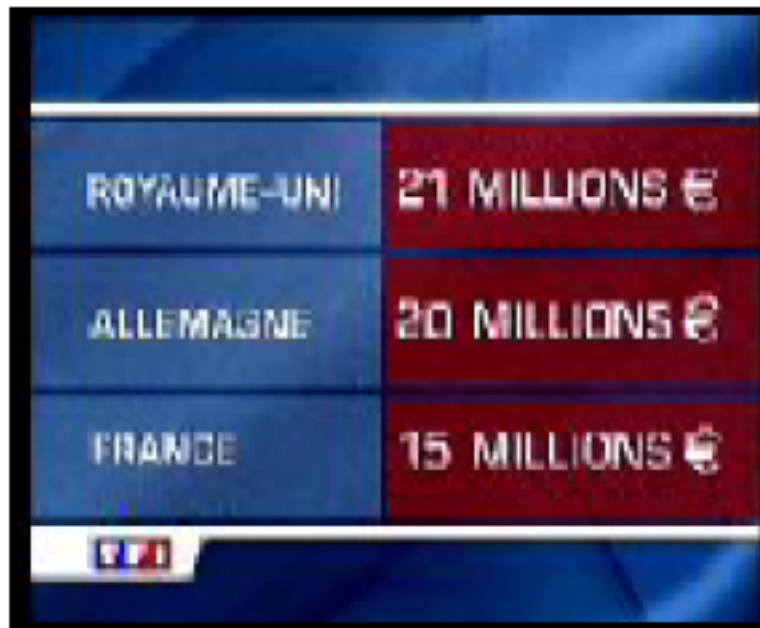 ROYAUME-UNI 21 MILLIONS €
ALLEMAGNE 20 MILLIONS €
FRANCE 15 MILLIONS €
TF1